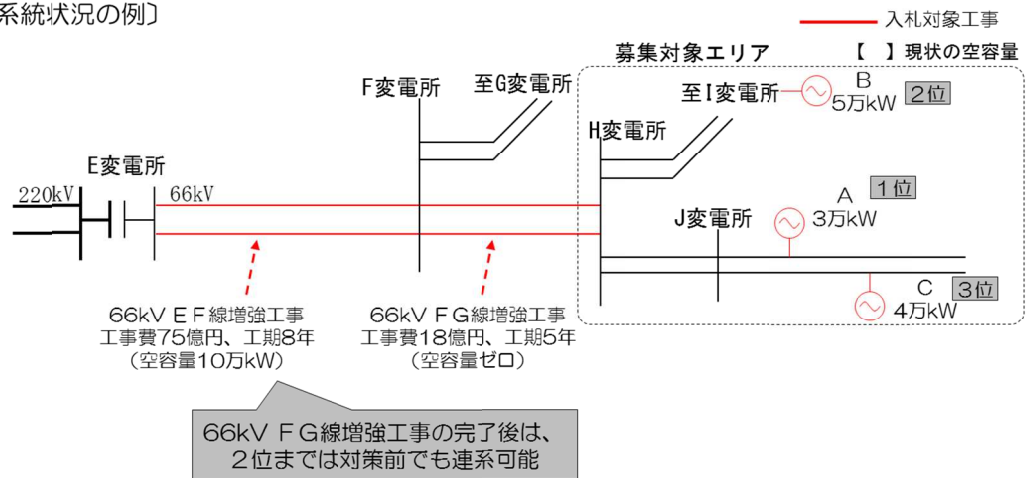 系統状況の例〕
入札対象工事
募集対象エリア
【　】現状の空容量
F変電所
至G変電所
至I変電所
B
5万kW
2位
H変電所
E変電所
220kV
66kV
A
1位
3万kW
J変電所
C
3位
4万kW
66kV EF線増強工事
工事費75億円、工期8年
（空容量10万kW）
66kV FG線増強工事
工事費18億円、工期5年
（空容量ゼロ）
66kV FG線増強工事の完了後は、
2位までは対策前でも連系可能